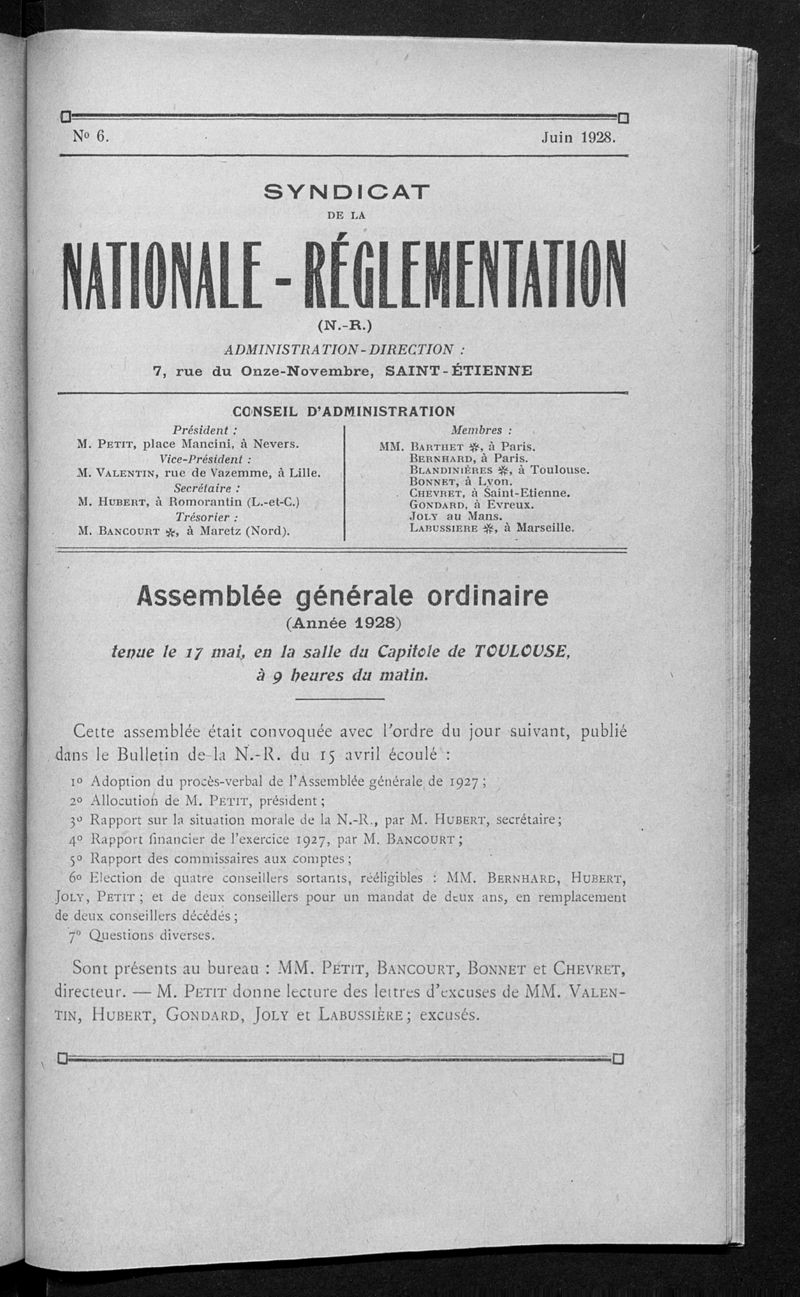 Nº 6.
Juin 1928.
SYNDICAT
DE LA
NATIONALE-RÉGLEMENTATION
(N.-R.)
ADMINISTRATION-DIRECTION :
7, rue du Onze-Novembre, SAINT-ÉTIENNE
CONSEIL D'ADMINISTRATION
Président :
M. PETIT, place Mancini, à Nevers.
Vice-Président :
M. VALENTIN, rue de Vazemme, à Lille.
Secrétaire :
M. HUBERT, à Romorantin (L.-et-C.)
Trésorier :
M. BANCOURT ✻, à Maretz (Nord).
Membres :
MM. BARTHET ✻, à Paris.
BERNHARD, à Paris.
BLANDINIÈRES ✻, à Toulouse.
BONNET, à Lyon.
CHEVRET, à Saint-Etienne.
GONDARD, à Evreux.
JOLY au Mans.
LABUSSIERE ✻, à Marseille.
Assemblée générale ordinaire
(Année 1928)
tenue le 17 mai, en la salle du Capitole de TOULOUSE,
à 9 heures du matin.
Cette assemblée était convoquée avec l'ordre du jour suivant, publié
dans le Bulletin de la N.-R. du 15 avril écoulé :
1º Adoption du procès-verbal de l'Assemblée générale de 1927 ;
2º Allocution de M. PETIT, président ;
3º Rapport sur la situation morale de la N.-R., par M. HUBERT, secrétaire ;
4º Rapport financier de l'exercice 1927, par M. BANCOURT ;
5º Rapport des commissaires aux comptes ;
6º Election de quatre conseillers sortants, rééligibles : MM. BERNHARD, HUBERT,
JOLY, PETIT ; et de deux conseillers pour un mandat de deux ans, en remplacement
de deux conseillers décédés ;
7º Questions diverses.
Sont présents au bureau : MM. PETIT, BANCOURT, BONNET et CHEVRET,
directeur. — M. PETIT donne lecture des lettres d'excuses de MM. VALEN-
TIN, HUBERT, GONDARD, JOLY et LABUSSIÈRE ; excusés.